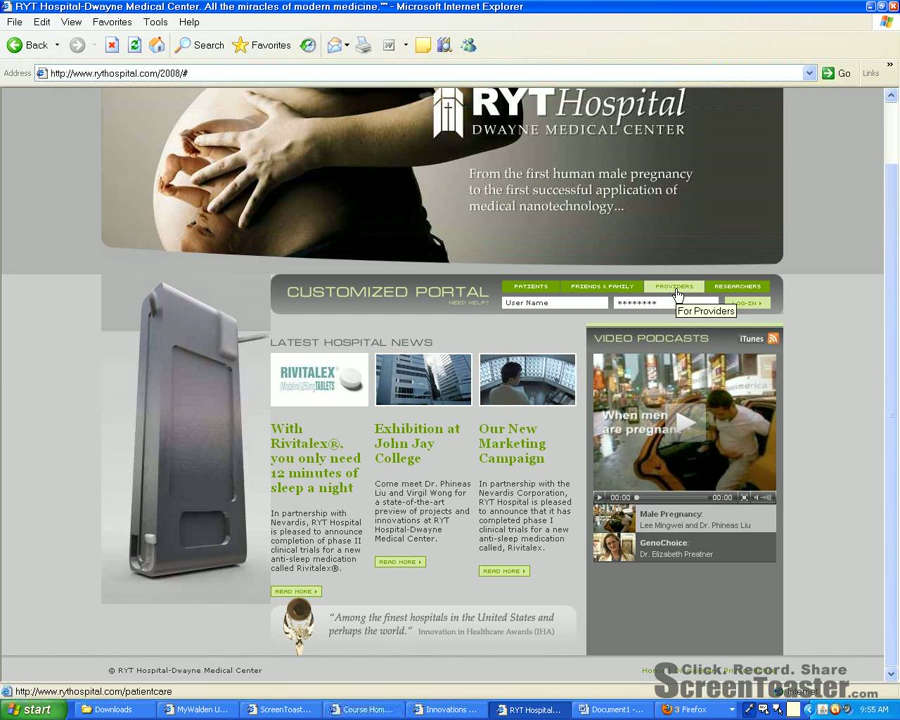 RYT Hospital-Dwayne Medical Center. All the miracles of modern medicine.™ - Microsoft Internet Explorer
File Edit View Favorites Tools Help
Back Search Favorites
Address http://www.rythospital.com/2008/# Go Links »
RYT Hospital
DWAYNE MEDICAL CENTER
From the first human male pregnancy
to the first successful application of
medical nanotechnology...
CUSTOMIZED PORTAL
NEED HELP?
PATIENTS FRIENDS & FAMILY PROVIDERS RESEARCHERS
User Name ******** LOG-IN
For Providers
LATEST HOSPITAL NEWS
RIVITALEX
TABLETS
With
Rivitalex®,
you only need
12 minutes of
sleep a night
In partnership with
Nevardis, RYT Hospital
is pleased to announce
completion of phase II
clinical trials for a new
anti-sleep medication
called Rivitalex®.
READ MORE
Exhibition at
John Jay
College
Come meet Dr. Phineas
Liu and Virgil Wong for
a state-of-the-art
preview of projects and
innovations at RYT
Hospital-Dwayne
Medical Center.
READ MORE
Our New
Marketing
Campaign
In partnership with the
Nevardis Corporation,
RYT Hospital is pleased
to announce that it has
completed phase I
clinical trials for a new
anti-sleep medication
called, Rivitalex.
READ MORE
VIDEO PODCASTS iTunes
When men
are pregnant
00:00 00:00
Male Pregnancy:
Lee Mingwei and Dr. Phineas Liu
GenoChoice:
Dr. Elizabeth Preatner
“Among the finest hospitals in the United States and
perhaps the world.” Innovation in Healthcare Awards (IHA)
© RYT Hospital-Dwayne Medical Center
Click. Record. Share
ScreenToaster.com
http://www.rythospital.com/patientcare
start Downloads MyWalden U... ScreenToast... Course Hom... Innovations ... RYT Hospital... Document1 - ... 3 Firefox 9:55 AM